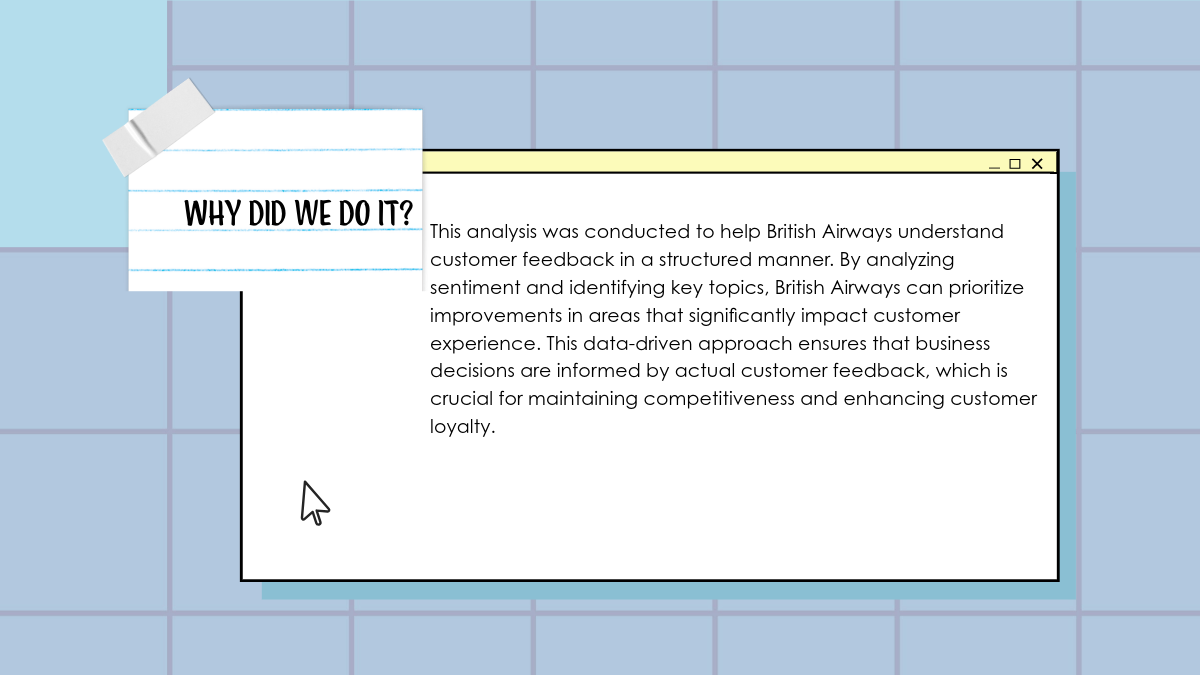 WHY DID WE DO IT?
This analysis was conducted to help British Airways understand
customer feedback in a structured manner. By analyzing
sentiment and identifying key topics, British Airways can prioritize
improvements in areas that significantly impact customer
experience. This data-driven approach ensures that business
decisions are informed by actual customer feedback, which is
crucial for maintaining competitiveness and enhancing customer
loyalty.